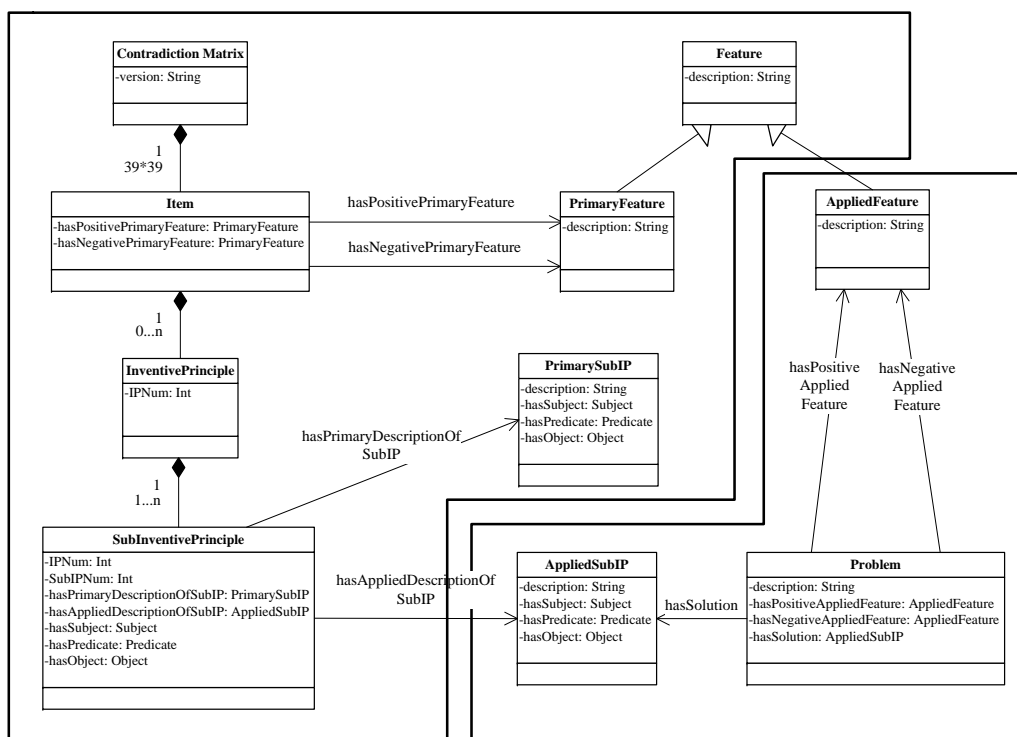 Contradiction Matrix
-version: String
1
39*39
Feature
-description: String
Item
-hasPositivePrimaryFeature: PrimaryFeature
-hasNegativePrimaryFeature: PrimaryFeature
hasPositivePrimaryFeature
hasNegativePrimaryFeature
PrimaryFeature
-description: String
AppliedFeature
-description: String
1
0...n
InventivePrinciple
-IPNum: Int
PrimarySubIP
-description: String
-hasSubject: Subject
-hasPredicate: Predicate
-hasObject: Object
hasPositive
Applied
Feature
hasNegative
Applied
Feature
hasPrimaryDescriptionOf
SubIP
1
1...n
SubInventivePrinciple
-IPNum: Int
-SubIPNum: Int
-hasPrimaryDescriptionOfSubIP: PrimarySubIP
-hasAppliedDescriptionOfSubIP: AppliedSubIP
-hasSubject: Subject
-hasPredicate: Predicate
-hasObject: Object
hasAppliedDescriptionOf
SubIP
AppliedSubIP
-description: String
-hasSubject: Subject
-hasPredicate: Predicate
-hasObject: Object
hasSolution
Problem
-description: String
-hasPositiveAppliedFeature: AppliedFeature
-hasNegativeAppliedFeature: AppliedFeature
-hasSolution: AppliedSubIP